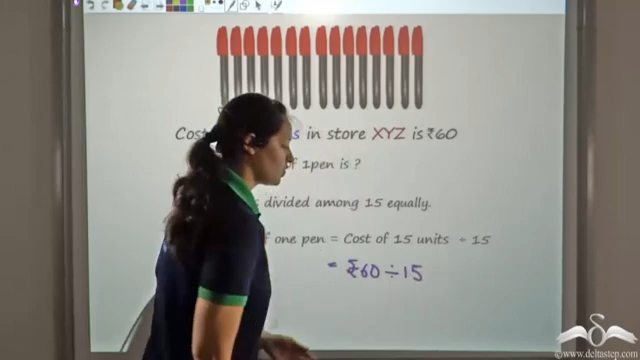 Cost in store XYZ is ₹60
1pen is ?
divided among 15 equally.
one pen = Cost of 15 units ÷ 15
= ₹60 ÷ 15
©www.deltastep.com